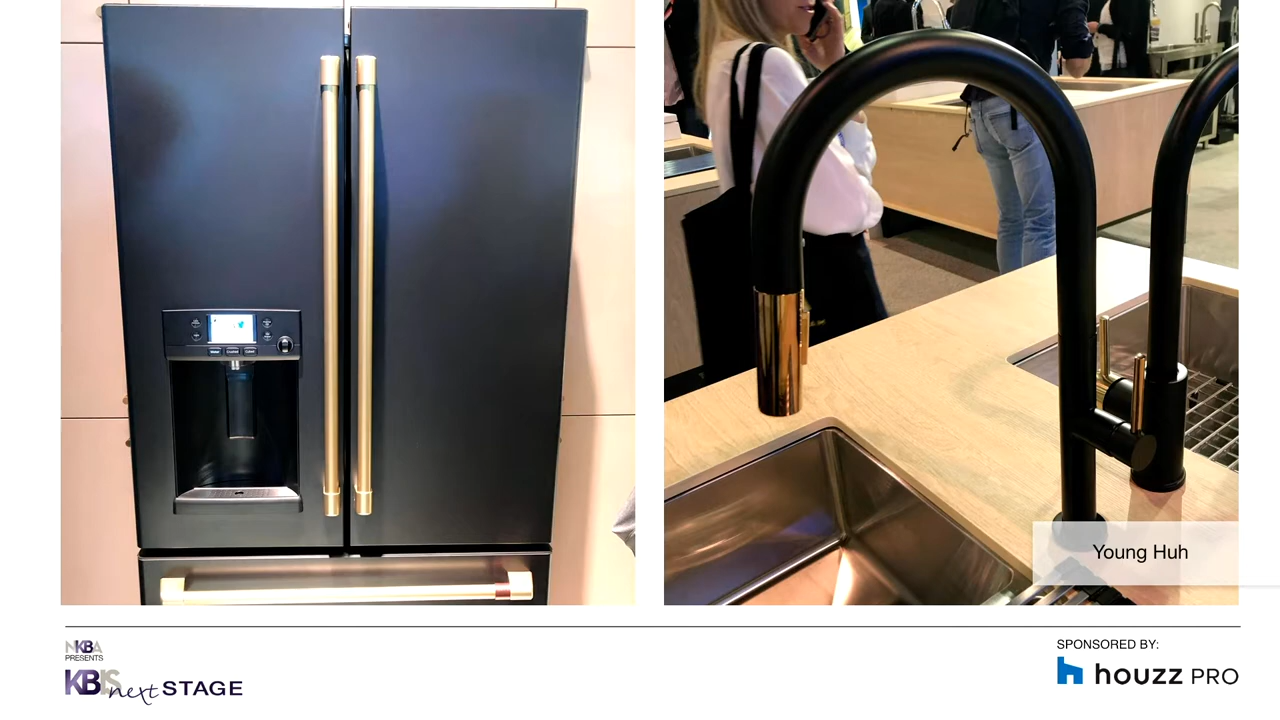 Young Huh
NKBA
PRESENTS
KBIS next STAGE
SPONSORED BY:
houzz PRO